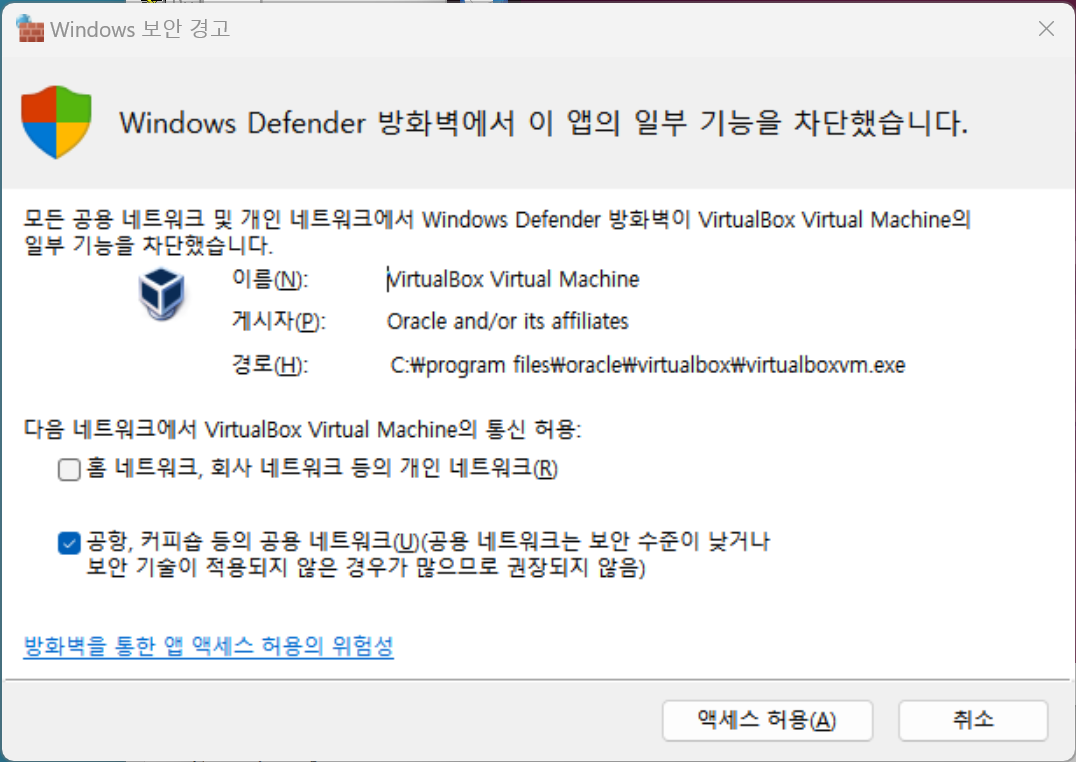 Windows 보안 경고
Windows Defender 방화벽에서 이 앱의 일부 기능을 차단했습니다.
모든 공용 네트워크 및 개인 네트워크에서 Windows Defender 방화벽이 VirtualBox Virtual Machine의
일부 기능을 차단했습니다.
이름(N): VirtualBox Virtual Machine
게시자(P): Oracle and/or its affiliates
경로(H): C:₩program files₩oracle₩virtualbox₩virtualboxvm.exe
다음 네트워크에서 VirtualBox Virtual Machine의 통신 허용:
홈 네트워크, 회사 네트워크 등의 개인 네트워크(R)
공항, 커피숍 등의 공용 네트워크(U)(공용 네트워크는 보안 수준이 낮거나
보안 기술이 적용되지 않은 경우가 많으므로 권장되지 않음)
방화벽을 통한 앱 액세스 허용의 위험성
액세스 허용(A) 취소